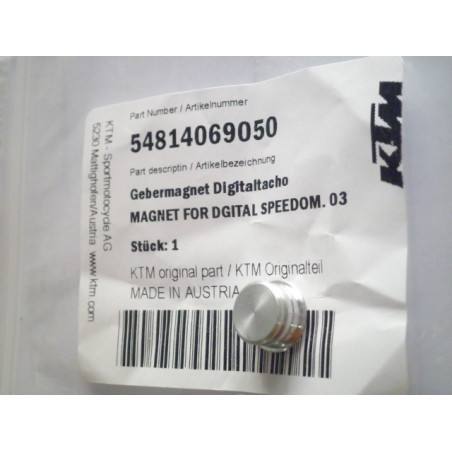 Part Number / Artikelnummer
54814069050
Part descriptin / Artikelbezeichnung
Gebermagnet Digitaltacho
MAGNET FOR DGITAL SPEEDOM. 03
Stück: 1
KTM original part / KTM Originalteil
MADE IN AUSTRIA
KTM - Sportmotocycle AG
5230 Mattighofen/Austria www.ktm.com
KTM